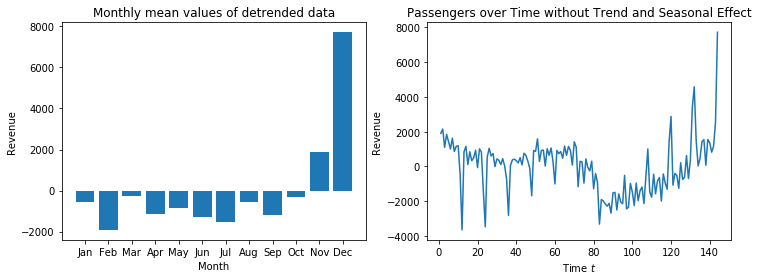 Monthly mean values of detrended data
8000
6000
4000
2000
0
−2000
Revenue
Jan Feb Mar Apr May Jun Jul Aug Sep Oct Nov Dec
Month
Passengers over Time without Trend and Seasonal Effect
8000
6000
4000
2000
0
−2000
−4000
Revenue
0 20 40 60 80 100 120 140
Time t